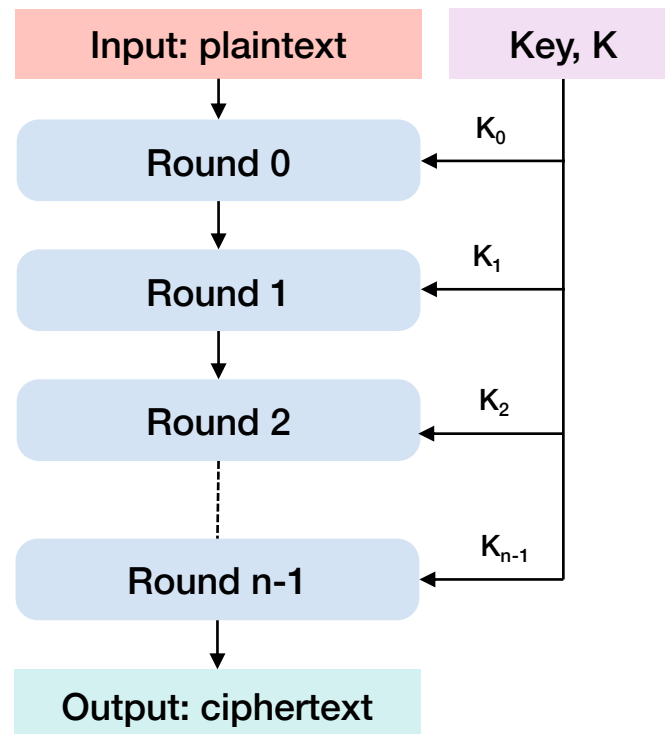 Input: plaintext
Key, K
K₀
Round 0
K₁
Round 1
K₂
Round 2
Kₙ₋₁
Round n-1
Output: ciphertext